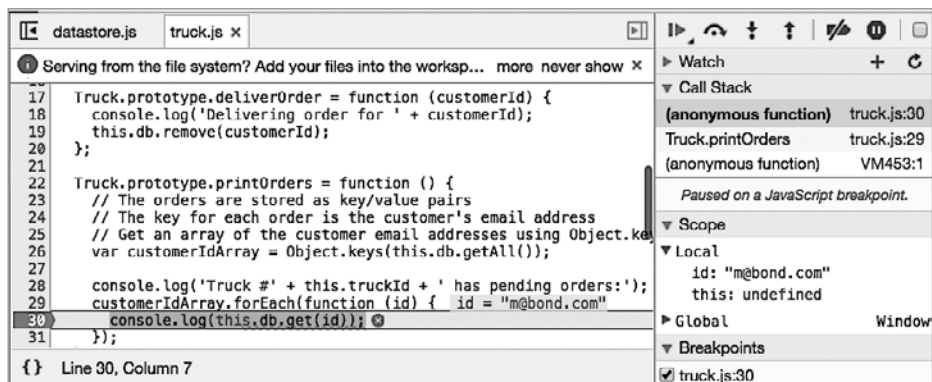 datastore.js truck.js ×
Serving from the file system? Add your files into the worksp... more never show ×
17 Truck.prototype.deliverOrder = function (customerId) {
18 console.log('Delivering order for ' + customerId);
19 this.db.remove(customerId);
20 };
21
22 Truck.prototype.printOrders = function () {
23 // The orders are stored as key/value pairs
24 // The key for each order is the customer's email address
25 // Get an array of the customer email addresses using Object.key
26 var customerIdArray = Object.keys(this.db.getAll());
27
28 console.log('Truck #' + this.truckId + ' has pending orders:');
29 customerIdArray.forEach(function (id) { id = "m@bond.com"
30 console.log(this.db.get(id));
31 });
{} Line 30, Column 7
Watch
Call Stack
(anonymous function) truck.js:30
Truck.printOrders truck.js:29
(anonymous function) VM453:1
Paused on a JavaScript breakpoint.
Scope
Local
id: "m@bond.com"
this: undefined
Global Window
Breakpoints
truck.js:30